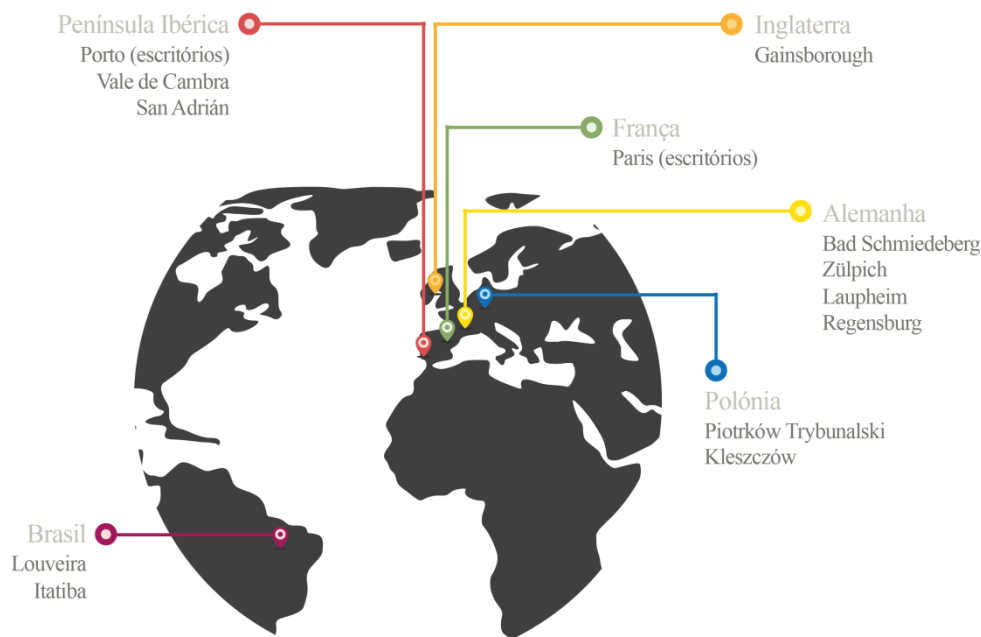 Península Ibérica
Porto (escritórios)
Vale de Cambra
San Adrián
Inglaterra
Gainsborough
França
Paris (escritórios)
Alemanha
Bad Schmiedeberg
Zülpich
Laupheim
Regensburg
Polónia
Piotrków Trybunalski
Kleszczów
Brasil
Louveira
Itatiba